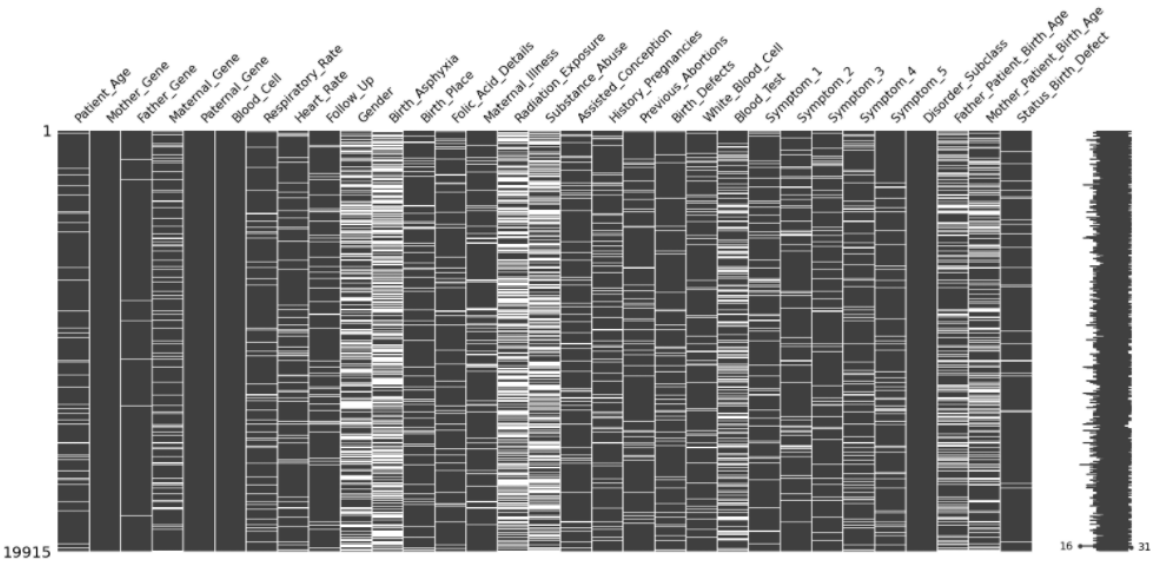 Patient_Age
Mother_Gene
Father_Gene
Maternal_Gene
Paternal_Gene
Blood_Cell
Respiratory_Rate
Heart_Rate
Follow_Up
Gender
Birth_Asphyxia
Birth_Place
Folic_Acid_Details
Maternal_Illness
Radiation_Exposure
Substance_Abuse
Assisted_Conception
History_Pregnancies
Previous_Abortions
Birth_Defects
White_Blood_Cell
Blood_Test
Symptom_1
Symptom_2
Symptom_3
Symptom_4
Symptom_5
Disorder_Subclass
Father_Patient_Birth_Age
Mother_Patient_Birth_Age
Status_Birth_Defect
1
19915
16
31